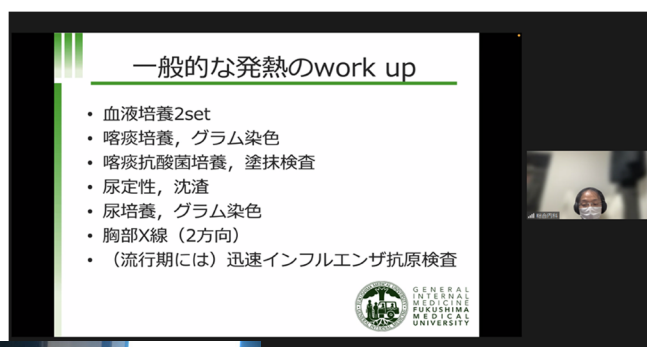 一般的な発熱のwork up
• 血液培養2set
• 喀痰培養，グラム染色
• 喀痰抗酸菌培養，塗抹検査
• 尿定性，沈渣
• 尿培養，グラム染色
• 胸部X線（2方向）
• （流行期には）迅速インフルエンザ抗原検査
GENERAL
INTERNAL
MEDICINE
FUKUSHIMA
MEDICAL
UNIVERSITY
総合内科